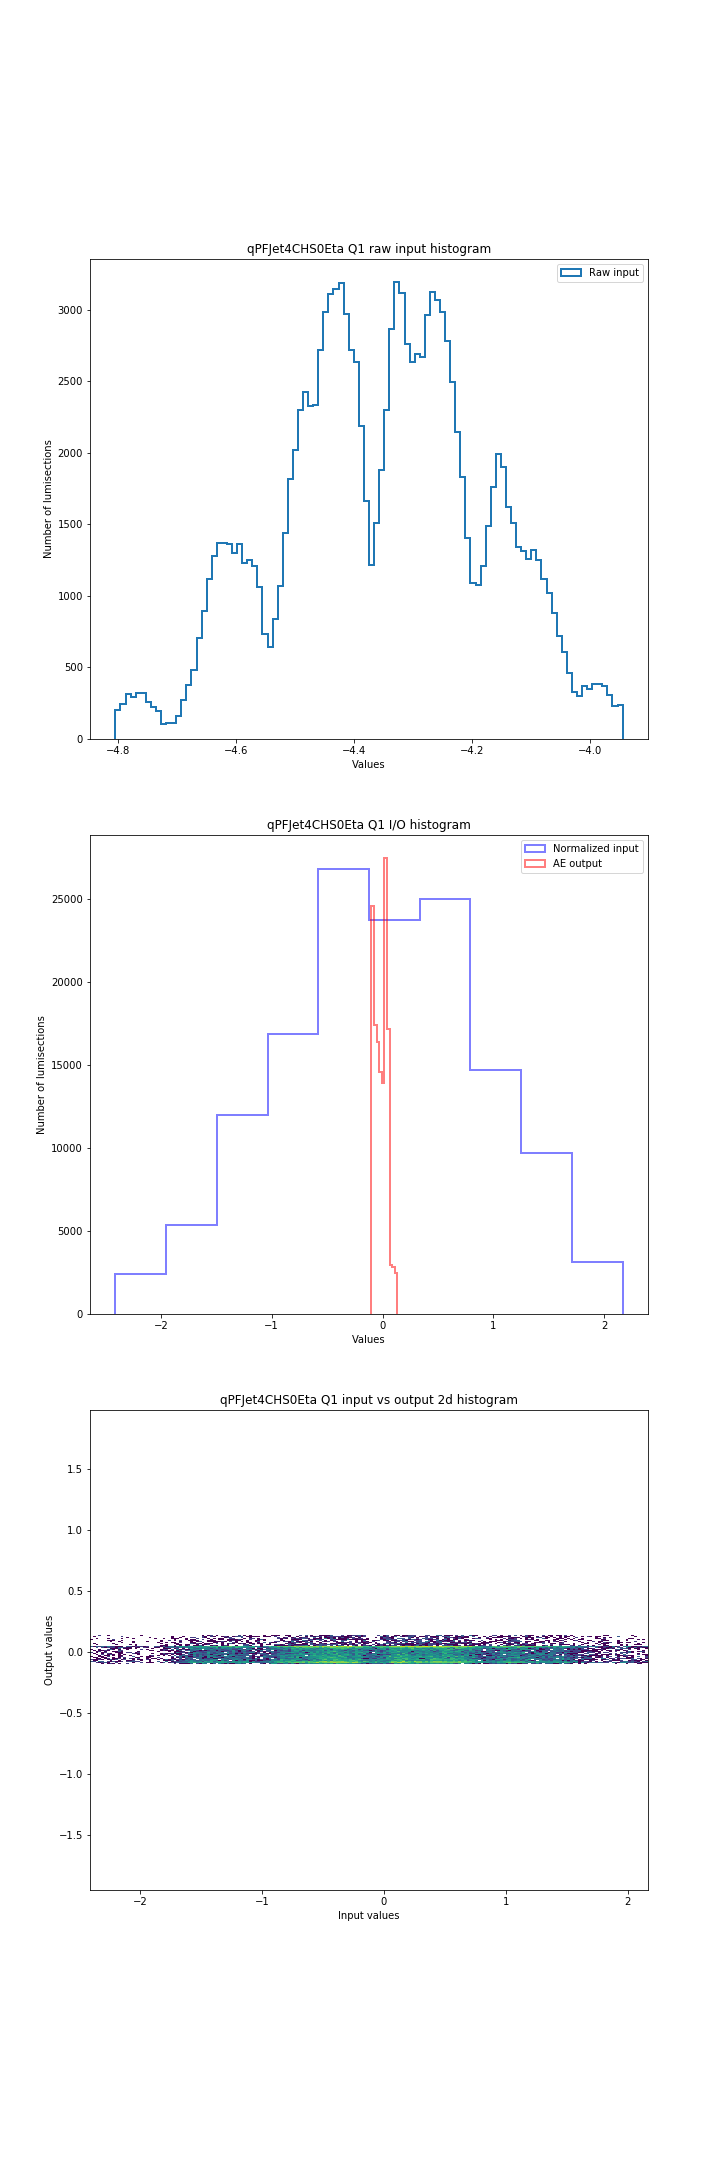 qPFJet4CHS0Eta Q1 raw input histogram
Raw input
3000
2500
2000
1500
1000
500
0
Number of lumisections
−4.8 −4.6 −4.4 −4.2 −4.0
Values
qPFJet4CHS0Eta Q1 I/O histogram
Normalized input
AE output
25000
20000
15000
10000
5000
0
Number of lumisections
−2 −1 0 1 2
Values
qPFJet4CHS0Eta Q1 input vs output 2d histogram
1.5
1.0
0.5
0.0
−0.5
−1.0
−1.5
Output values
−2 −1 0 1 2
Input values